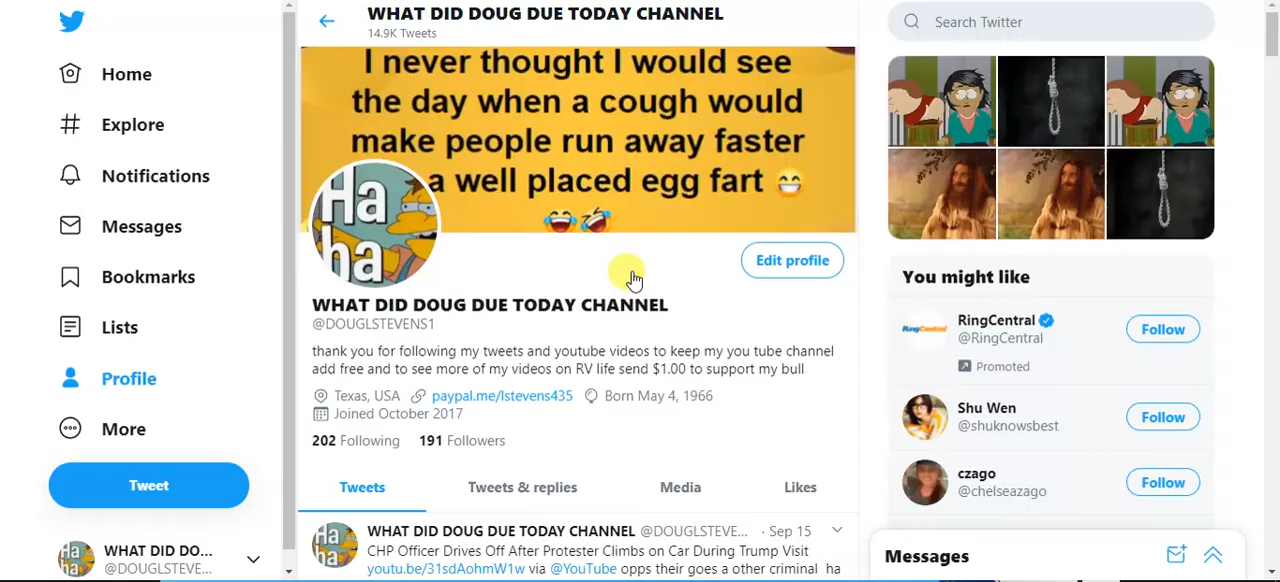 Home
Explore
Notifications
Messages
Bookmarks
Lists
Profile
More
Tweet
WHAT DID DO...
@DOUGLSTEVE...
WHAT DID DOUG DUE TODAY CHANNEL
14.9K Tweets
I never thought I would see
the day when a cough would
make people run away faster
a well placed egg fart 😁
😂🤣
Ha
ha
Edit profile
WHAT DID DOUG DUE TODAY CHANNEL
@DOUGLSTEVENS1
thank you for following my tweets and youtube videos to keep my you tube channel
add free and to see more of my videos on RV life send $1.00 to support my bull
Texas, USA paypal.me/lstevens435 Born May 4, 1966
Joined October 2017
202 Following 191 Followers
Tweets Tweets & replies Media Likes
Ha
ha
WHAT DID DOUG DUE TODAY CHANNEL @DOUGLSTEVE... · Sep 15
CHP Officer Drives Off After Protester Climbs on Car During Trump Visit
youtu.be/31sdAohmW1w via @YouTube opps their goes a other criminal ha
Search Twitter
You might like
RingCentral
RingCentral
@RingCentral
Promoted
Follow
Shu Wen
@shuknowsbest
Follow
czago
@chelseazago
Follow
Messages